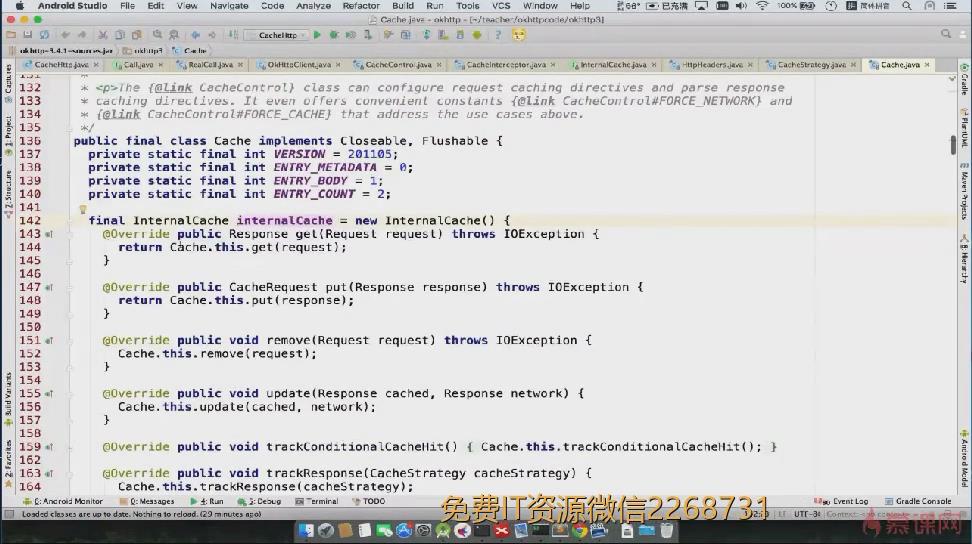 Android Studio File Edit View Navigate Code Analyze Refactor Build Run Tools VCS Window Help
Cache.java - okhttp - [~/teacher/okhttpcode/okhttp3]
CacheHttp
okhttp-3.4.1-sources.jar okhttp3 Cache
CacheHttp.java Call.java RealCall.java OkHttpClient.java CacheControl.java CacheInterceptor.java InternalCache.java HttpHeaders.java CacheStrategy.java Cache.java
132 * <p>The {@link CacheControl} class can configure request caching directives and parse response
133 * caching directives. It even offers convenient constants {@link CacheControl#FORCE_NETWORK} and
134 * {@link CacheControl#FORCE_CACHE} that address the use cases above.
135 */
136 public final class Cache implements Closeable, Flushable {
137 private static final int VERSION = 201105;
138 private static final int ENTRY_METADATA = 0;
139 private static final int ENTRY_BODY = 1;
140 private static final int ENTRY_COUNT = 2;
141
142 final InternalCache internalCache = new InternalCache() {
143 @Override public Response get(Request request) throws IOException {
144 return Cache.this.get(request);
145 }
146
147 @Override public CacheRequest put(Response response) throws IOException {
148 return Cache.this.put(response);
149 }
150
151 @Override public void remove(Request request) throws IOException {
152 Cache.this.remove(request);
153 }
154
155 @Override public void update(Response cached, Response network) {
156 Cache.this.update(cached, network);
157 }
158
159 @Override public void trackConditionalCacheHit() { Cache.this.trackConditionalCacheHit(); }
162
163 @Override public void trackResponse(CacheStrategy cacheStrategy) {
164 Cache.this.trackResponse(cacheStrategy);
Captures
1: Project
7: Structure
Build Variants
2: Favorites
Gradle
PlantUML
Maven Projects
8: Hierarchy
Android Model
6: Android Monitor 0: Messages 4: Run 5: Debug Terminal TODO Event Log Gradle Console
Loaded classes are up to date. Nothing to reload. (29 minutes ago) UTF-8
免费IT资源微信2268731
慕课网